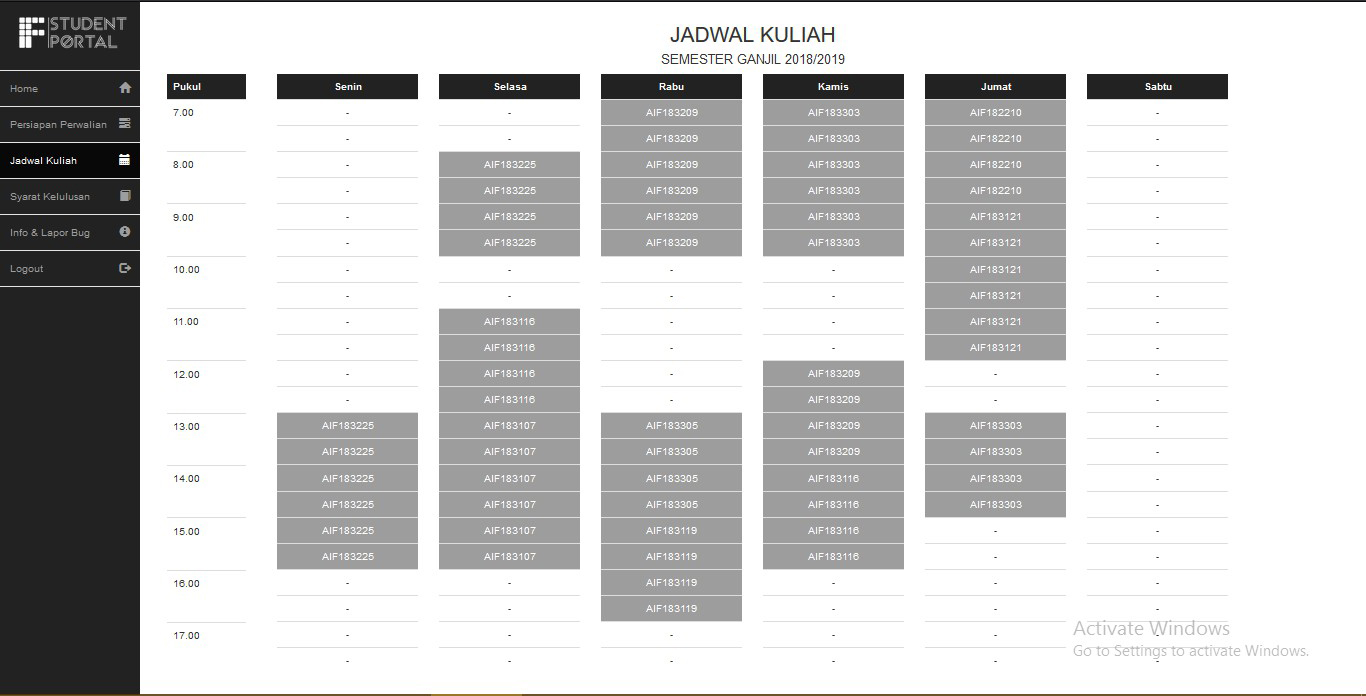 STUDENT
PORTAL
Home
Persiapan Perwalian
Jadwal Kuliah
Syarat Kelulusan
Info & Lapor Bug
Logout
JADWAL KULIAH
SEMESTER GANJIL 2018/2019
Pukul Senin Selasa Rabu Kamis Jumat Sabtu
7.00 - - AIF183209 AIF183303 AIF182210 -
- - AIF183209 AIF183303 AIF182210 -
8.00 - AIF183225 AIF183209 AIF183303 AIF182210 -
- AIF183225 AIF183209 AIF183303 AIF182210 -
9.00 - AIF183225 AIF183209 AIF183303 AIF183121 -
- AIF183225 AIF183209 AIF183303 AIF183121 -
10.00 - - - - AIF183121 -
- - - - AIF183121 -
11.00 - AIF183116 - - AIF183121 -
- AIF183116 - - AIF183121 -
12.00 - AIF183116 - AIF183209 - -
- AIF183116 - AIF183209 - -
13.00 AIF183225 AIF183107 AIF183305 AIF183209 AIF183303 -
AIF183225 AIF183107 AIF183305 AIF183209 AIF183303 -
14.00 AIF183225 AIF183107 AIF183305 AIF183116 AIF183303 -
AIF183225 AIF183107 AIF183305 AIF183116 AIF183303 -
15.00 AIF183225 AIF183107 AIF183119 AIF183116 - -
AIF183225 AIF183107 AIF183119 AIF183116 - -
16.00 - - AIF183119 - - -
- - AIF183119 - - -
17.00 - - - - - -
- - - - - -
Activate Windows
Go to Settings to activate Windows.